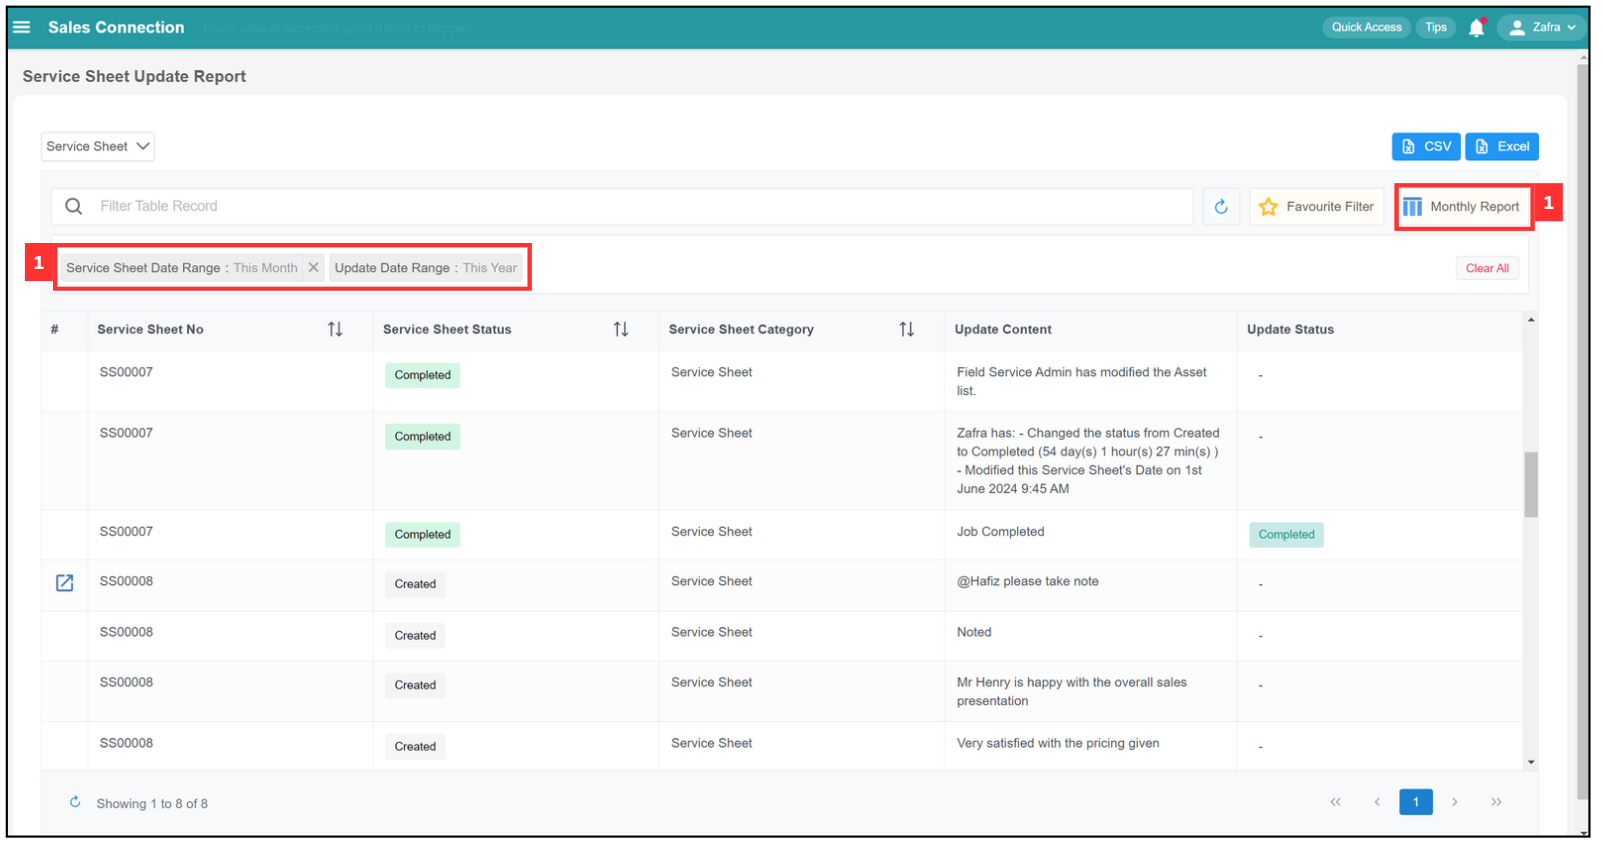 Sales Connection Begin always expecting good things to happen Quick Access Tips Zafra
Service Sheet Update Report
Service Sheet CSV Excel
Filter Table Record Favourite Filter Monthly Report 1
1 Service Sheet Date Range : This Month Update Date Range : This Year Clear All
# Service Sheet No Service Sheet Status Service Sheet Category Update Content Update Status
SS00007 Completed Service Sheet Field Service Admin has modified the Asset -
list.
SS00007 Completed Service Sheet Zafra has: - Changed the status from Created -
to Completed (54 day(s) 1 hour(s) 27 min(s) )
- Modified this Service Sheet's Date on 1st
June 2024 9:45 AM
SS00007 Completed Service Sheet Job Completed Completed
SS00008 Created Service Sheet @Hafiz please take note -
SS00008 Created Service Sheet Noted -
SS00008 Created Service Sheet Mr Henry is happy with the overall sales -
presentation
SS00008 Created Service Sheet Very satisfied with the pricing given -
Showing 1 to 8 of 8 << < 1 > >>